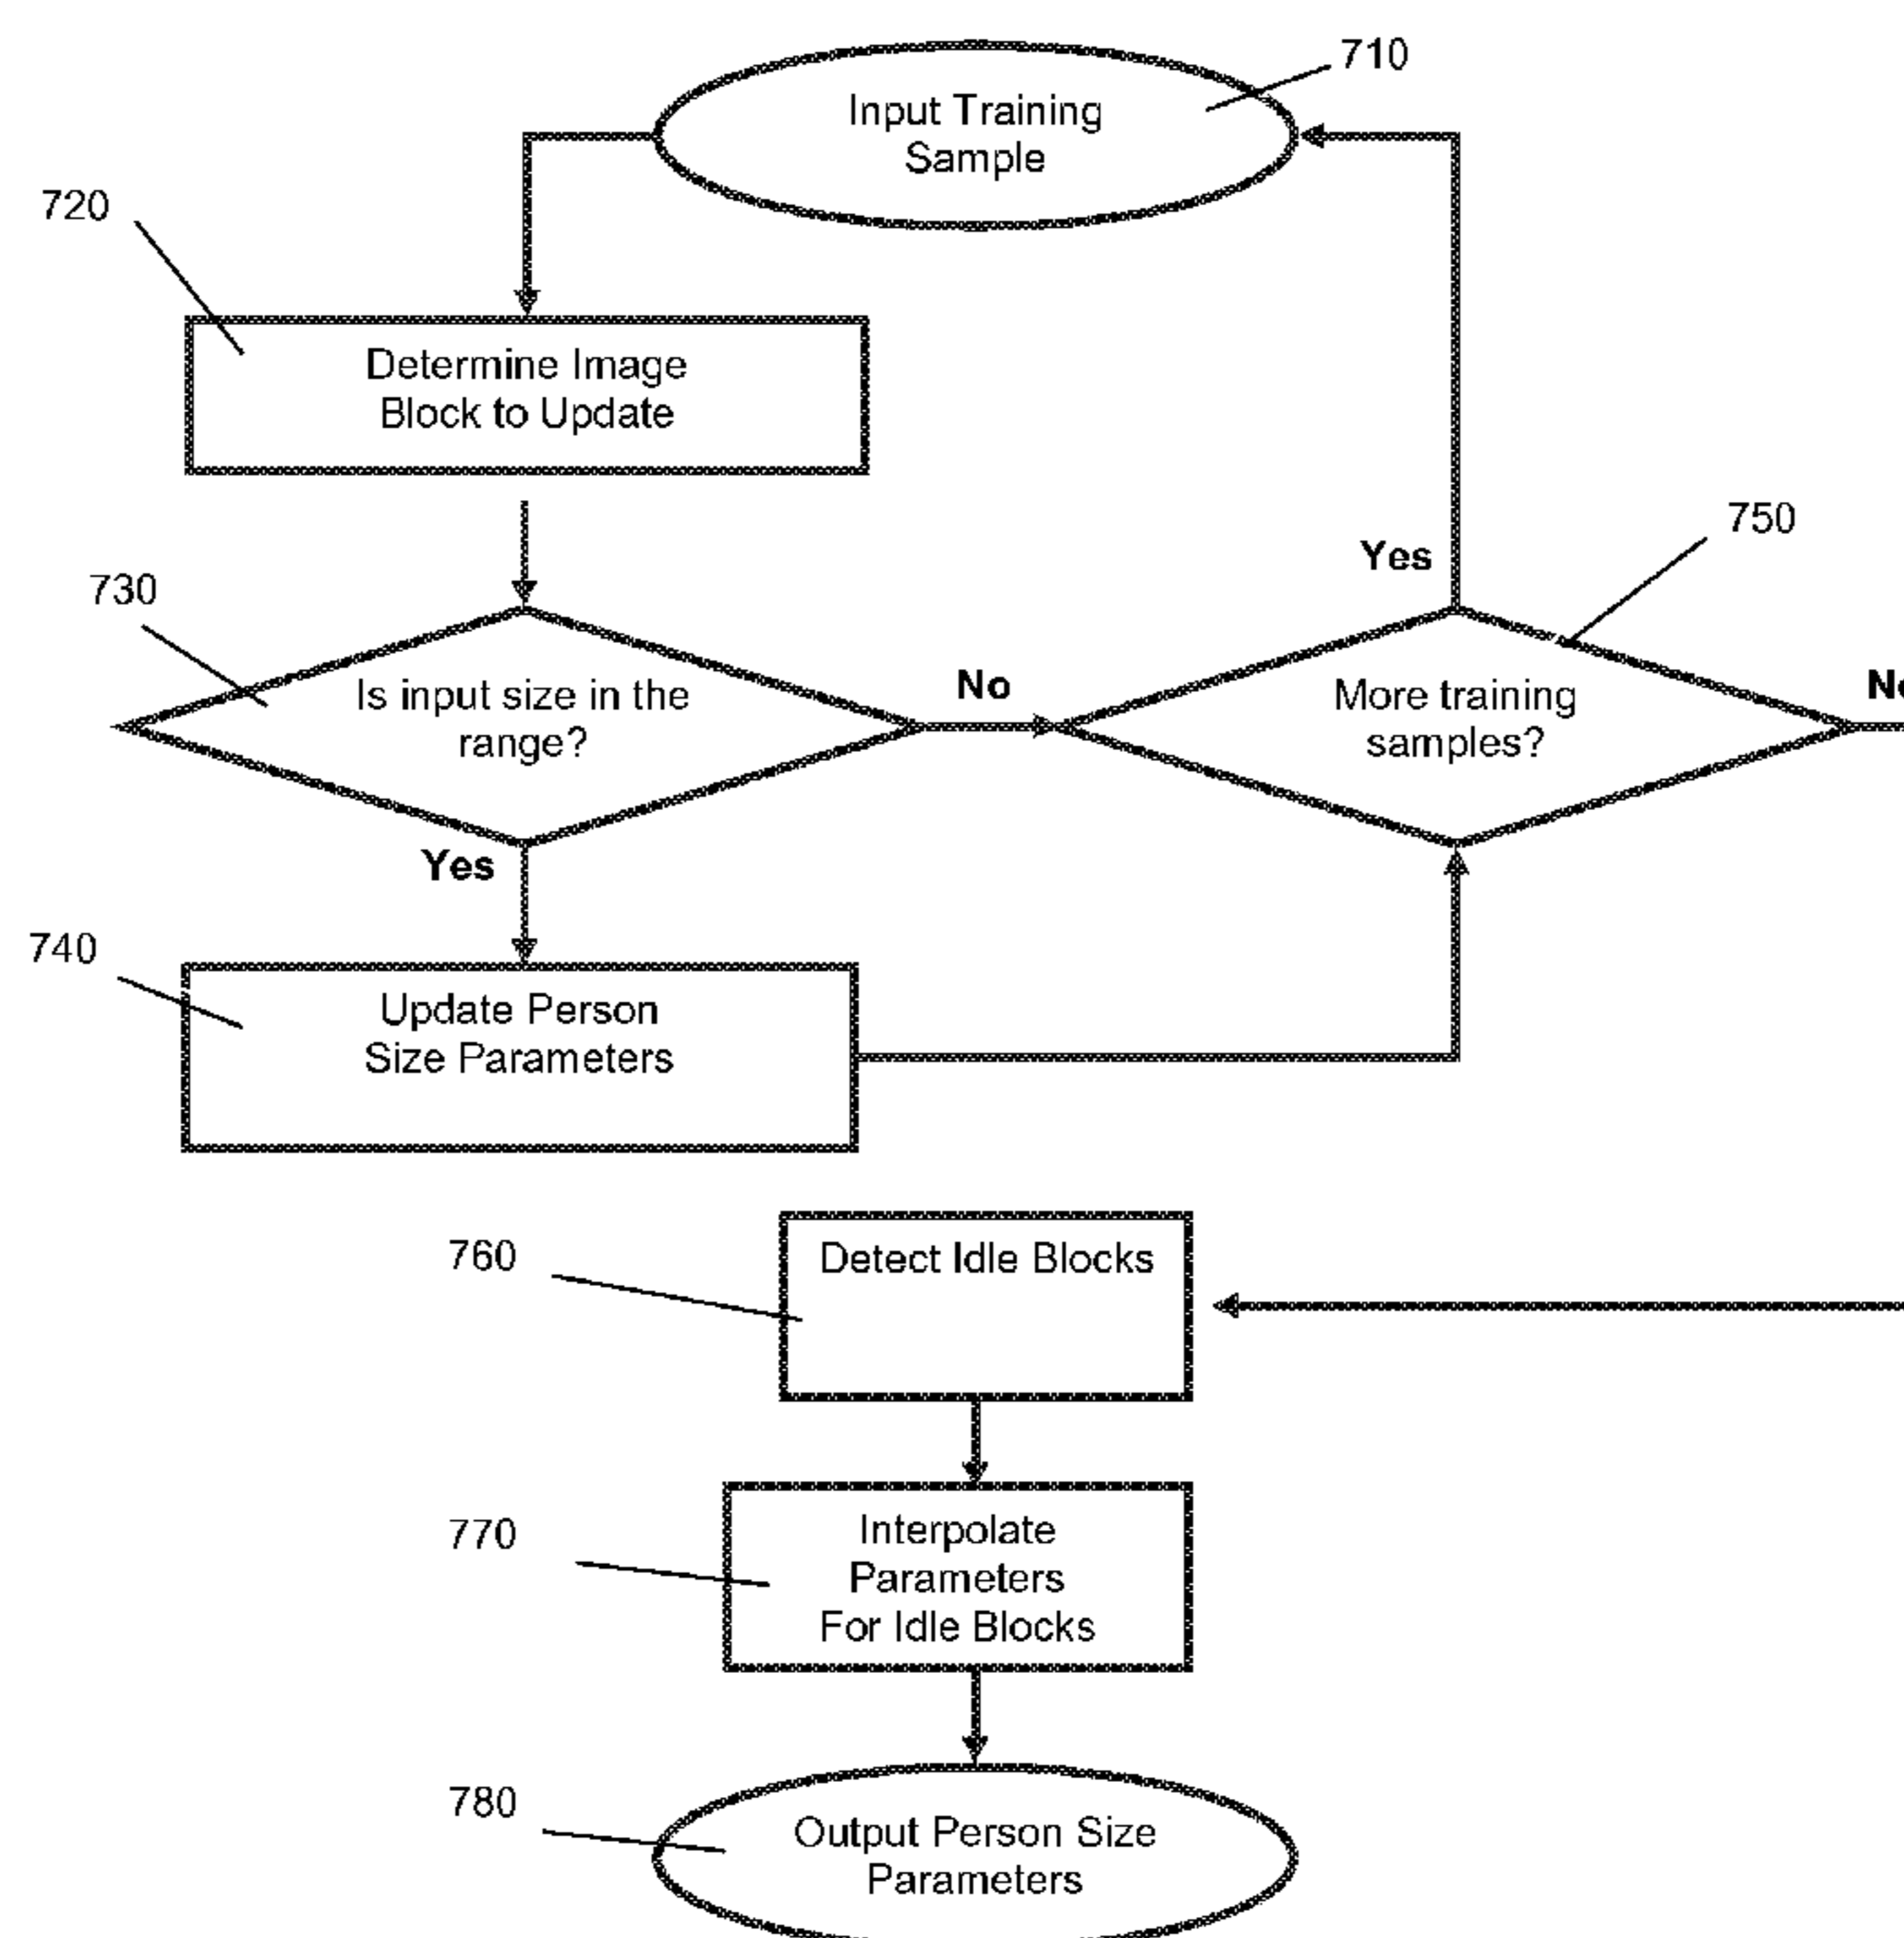 710
Input Training
Sample
720
Determine Image
Block to Update
730
Is input size in the
range?
No
Yes
750
Yes
More training
samples?
740
Update Person
Size Parameters
760
Detect Idle Blocks
770
Interpolate
Parameters
For Idle Blocks
780
Output Person Size
Parameters